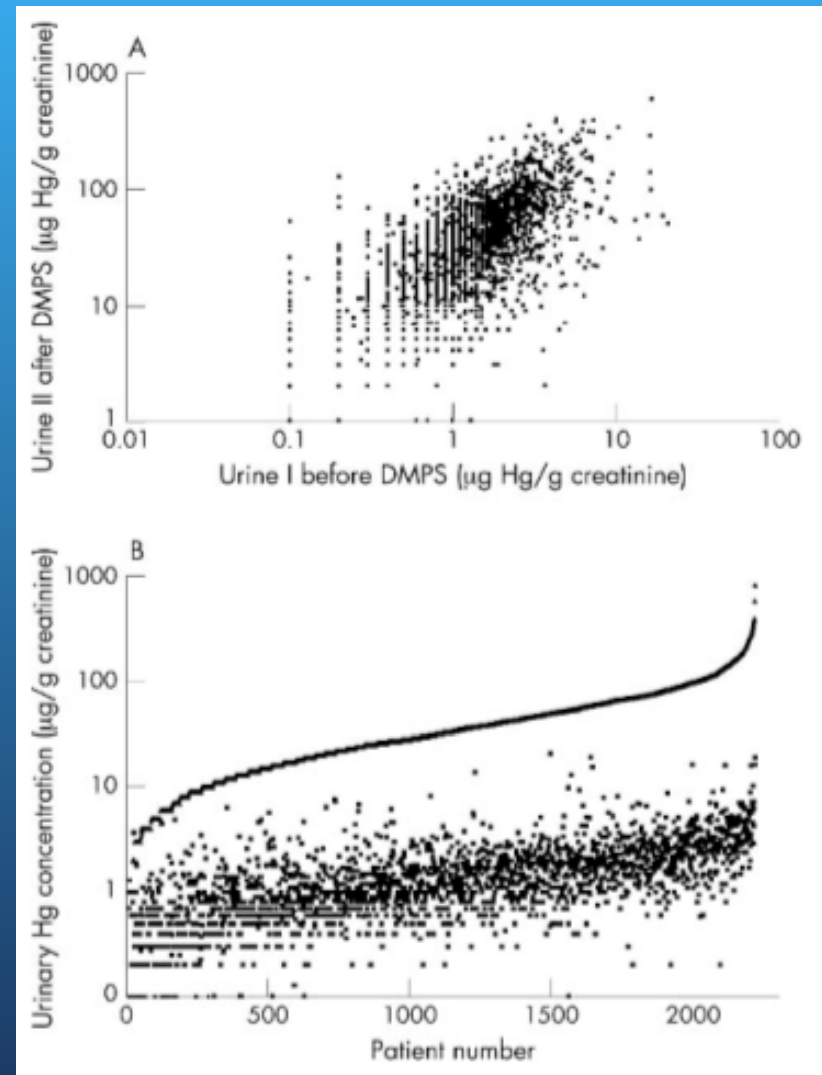 A
Urine II after DMPS (µg Hg/g creatinine)
1000
100
10
1
0.01 0.1 1 10 100
Urine I before DMPS (µg Hg/g creatinine)
B
Urinary Hg concentration (µg/g creatinine)
1000
100
10
1
0
0 500 1000 1500 2000
Patient number